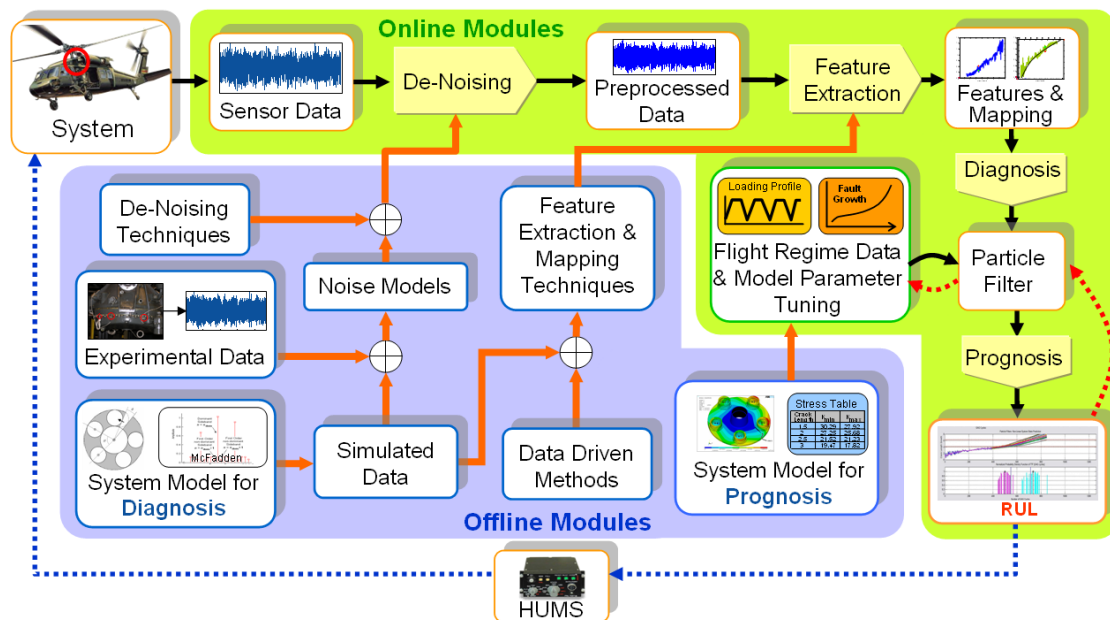 Online Modules
System
Sensor Data
De-Noising
Preprocessed
Data
Feature
Extraction
Features &
Mapping
Diagnosis
De-Noising
Techniques
Feature
Extraction &
Mapping
Techniques
Loading Profile
Fault
Growth
Flight Regime Data
& Model Parameter
Tuning
Particle
Filter
Noise Models
Experimental Data
Prognosis
McFadden
System Model for
Diagnosis
Simulated
Data
Data Driven
Methods
Stress Table
Crack
length
System Model for
Prognosis
RUL
Offline Modules
HUMS